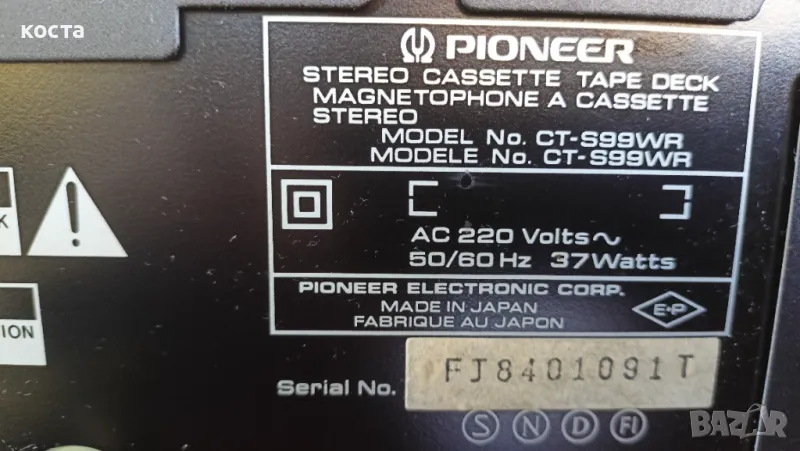 коста
PIONEER
STEREO CASSETTE TAPE DECK
MAGNETOPHONE A CASSETTE
STEREO
MODEL No. CT-S99WR
MODELE No. CT-S99WR
K
AC 220 Volts~
50/60 Hz 37Watts
PIONEER ELECTRONIC CORP.
MADE IN JAPAN
FABRIQUE AU JAPON
E·P
ION
Serial No. FJ8401091T
S N D FI
BAZAR